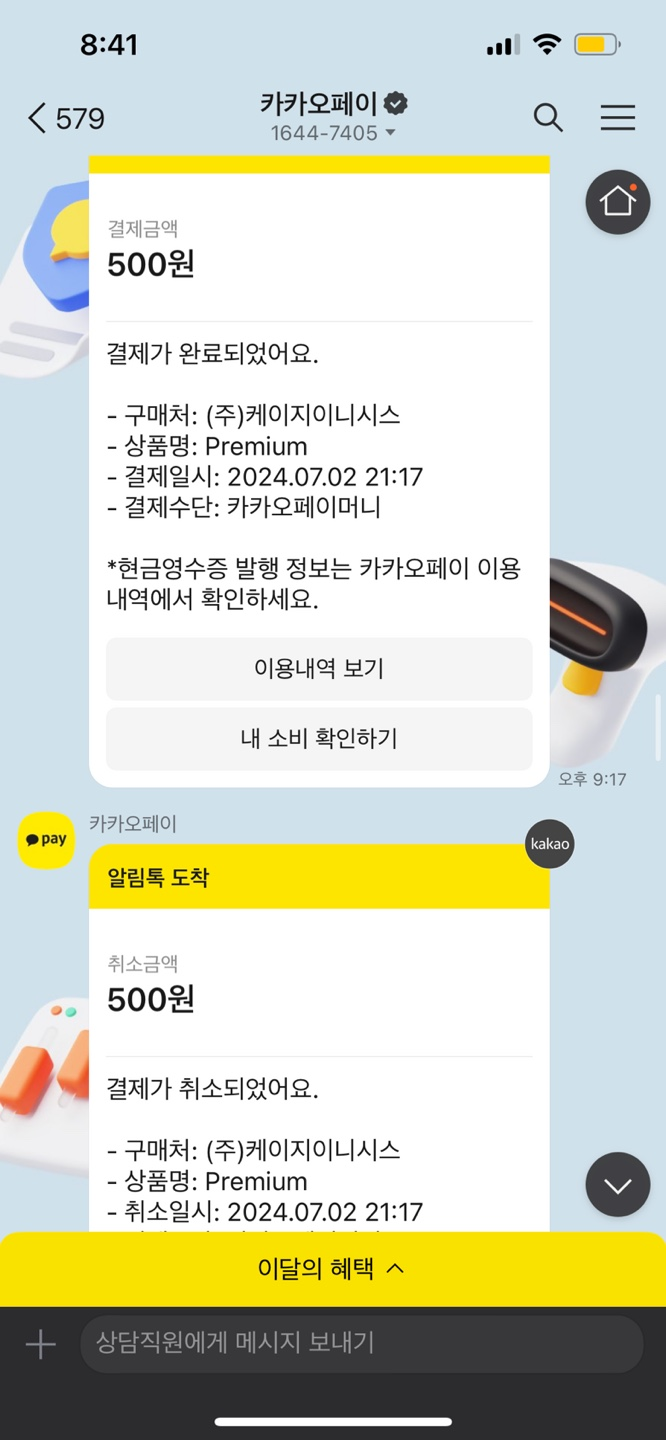 8:41
579
카카오페이
1644-7405
결제금액
500원
결제가 완료되었어요.
- 구매처: (주)케이지이니시스
- 상품명: Premium
- 결제일시: 2024.07.02 21:17
- 결제수단: 카카오페이머니
*현금영수증 발행 정보는 카카오페이 이용
내역에서 확인하세요.
이용내역 보기
내 소비 확인하기
오후 9:17
pay
카카오페이
kakao
알림톡 도착
취소금액
500원
결제가 취소되었어요.
- 구매처: (주)케이지이니시스
- 상품명: Premium
- 취소일시: 2024.07.02 21:17
이달의 혜택
상담직원에게 메시지 보내기